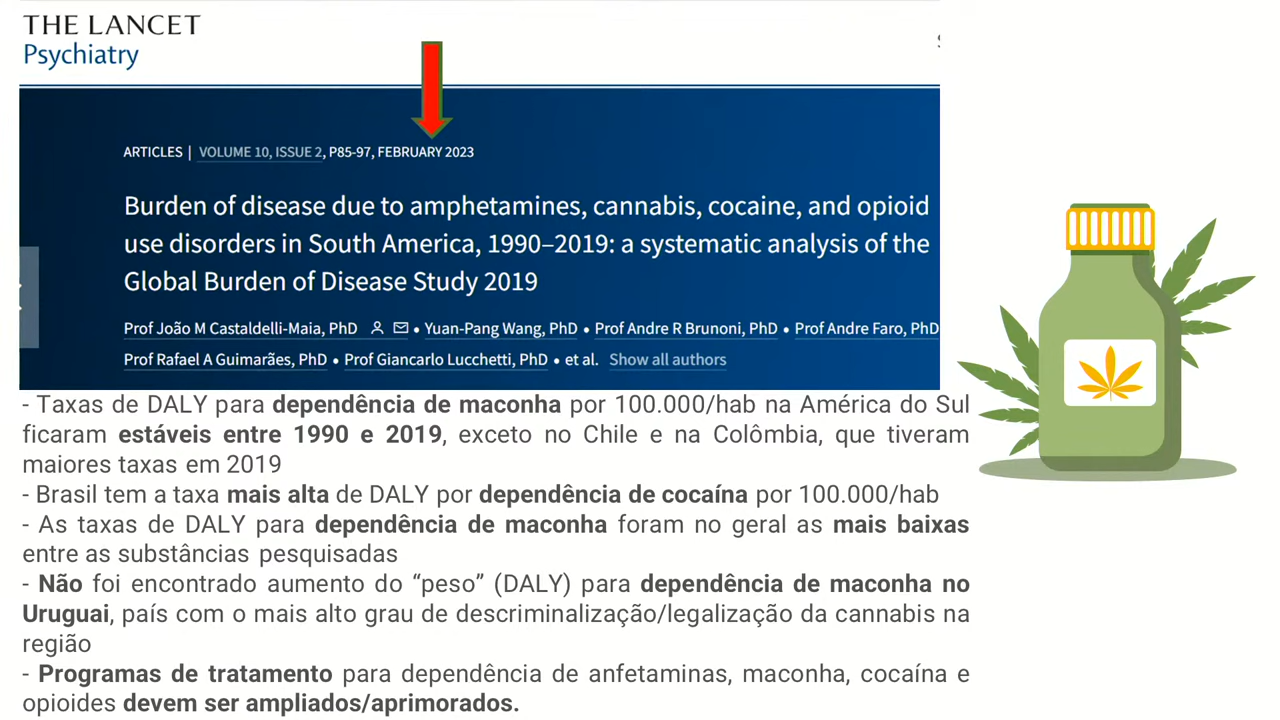 THE LANCET
Psychiatry
ARTICLES | VOLUME 10, ISSUE 2, P85-97, FEBRUARY 2023
Burden of disease due to amphetamines, cannabis, cocaine, and opioid
use disorders in South America, 1990–2019: a systematic analysis of the
Global Burden of Disease Study 2019
Prof João M Castaldelli-Maia, PhD • Yuan-Pang Wang, PhD • Prof Andre R Brunoni, PhD • Prof Andre Faro, PhD
Prof Rafael A Guimarães, PhD • Prof Giancarlo Lucchetti, PhD • et al. Show all authors
- Taxas de DALY para dependência de maconha por 100.000/hab na América do Sul
ficaram estáveis entre 1990 e 2019, exceto no Chile e na Colômbia, que tiveram
maiores taxas em 2019
- Brasil tem a taxa mais alta de DALY por dependência de cocaína por 100.000/hab
- As taxas de DALY para dependência de maconha foram no geral as mais baixas
entre as substâncias pesquisadas
- Não foi encontrado aumento do “peso” (DALY) para dependência de maconha no
Uruguai, país com o mais alto grau de descriminalização/legalização da cannabis na
região
- Programas de tratamento para dependência de anfetaminas, maconha, cocaína e
opioides devem ser ampliados/aprimorados.